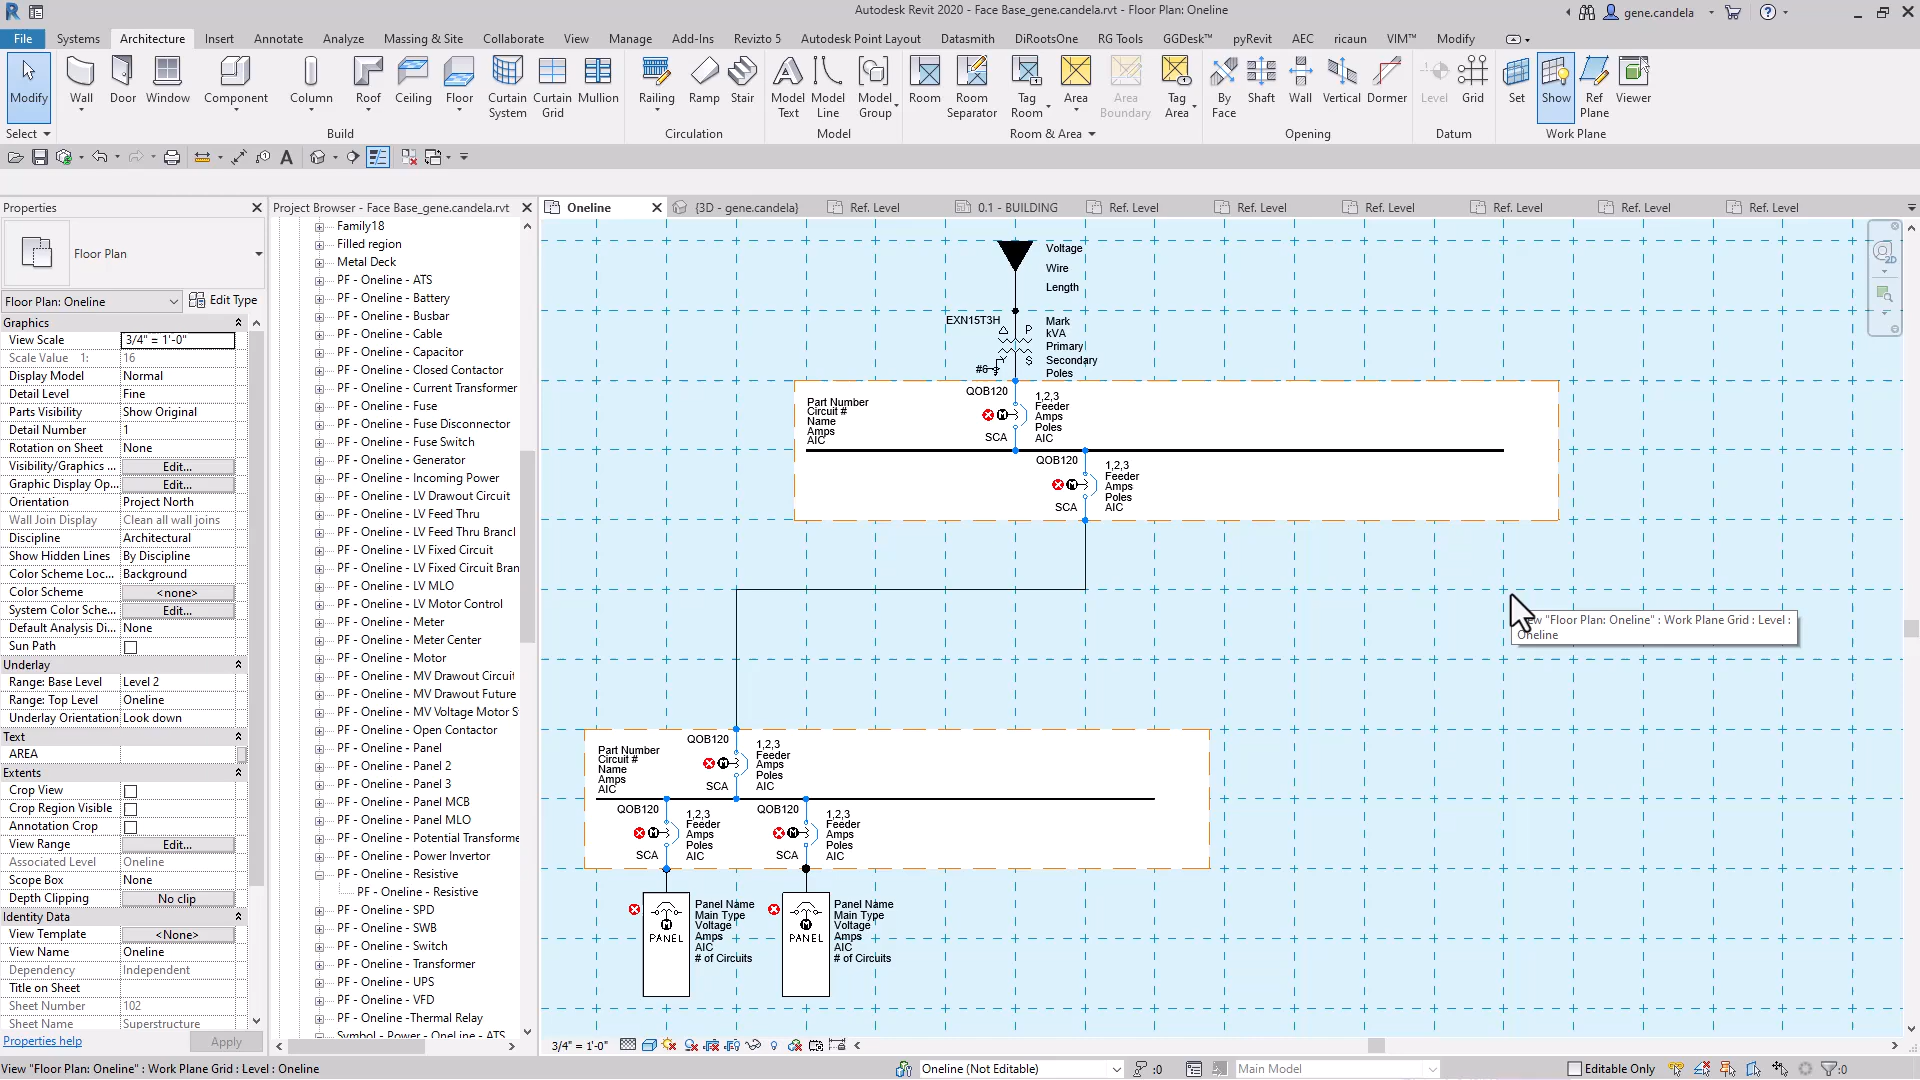 Autodesk Revit 2020 - Face Base_gene.candela.rvt - Floor Plan: Oneline
gene.candela
File Systems Architecture Insert Annotate Analyze Massing & Site Collaborate View Manage Add-Ins Revizto 5 Autodesk Point Layout Datasmith DiRootsOne RG Tools GGDesk™ pyRevit AEC ricaun VIM™ Modify
Modify Wall Door Window Component Column Roof Ceiling Floor Curtain System Curtain Grid Mullion Railing Ramp Stair Model Text Model Line Model Group Room Room Separator Tag Room Area Area Boundary Tag Area By Face Shaft Wall Vertical Dormer Level Grid Set Show Ref Plane Viewer
Select Build Circulation Model Room & Area Opening Datum Work Plane
Properties
Floor Plan
Floor Plan: Oneline Edit Type
Graphics
View Scale 3/4" = 1'-0"
Scale Value 1: 16
Display Model Normal
Detail Level Fine
Parts Visibility Show Original
Detail Number 1
Rotation on Sheet None
Visibility/Graphics ... Edit...
Graphic Display Op... Edit...
Orientation Project North
Wall Join Display Clean all wall joins
Discipline Architectural
Show Hidden Lines By Discipline
Color Scheme Loc... Background
Color Scheme <none>
System Color Sche... Edit...
Default Analysis Di... None
Sun Path
Underlay
Range: Base Level Level 2
Range: Top Level Oneline
Underlay Orientation Look down
Text
AREA
Extents
Crop View
Crop Region Visible
Annotation Crop
View Range Edit...
Associated Level Oneline
Scope Box None
Depth Clipping No clip
Identity Data
View Template <None>
View Name Oneline
Dependency Independent
Title on Sheet
Sheet Number 102
Sheet Name Superstructure
Properties help Apply
Project Browser - Face Base_gene.candela.rvt
Family18
Filled region
Metal Deck
PF - Oneline - ATS
PF - Oneline - Battery
PF - Oneline - Busbar
PF - Oneline - Cable
PF - Oneline - Capacitor
PF - Oneline - Closed Contactor
PF - Oneline - Current Transformer
PF - Oneline - Fuse
PF - Oneline - Fuse Disconnector
PF - Oneline - Fuse Switch
PF - Oneline - Generator
PF - Oneline - Incoming Power
PF - Oneline - LV Drawout Circuit
PF - Oneline - LV Feed Thru
PF - Oneline - LV Feed Thru Brancl
PF - Oneline - LV Fixed Circuit
PF - Oneline - LV Fixed Circuit Bran
PF - Oneline - LV MLO
PF - Oneline - LV Motor Control
PF - Oneline - Meter
PF - Oneline - Meter Center
PF - Oneline - Motor
PF - Oneline - MV Drawout Circuit
PF - Oneline - MV Drawout Future
PF - Oneline - MV Voltage Motor S
PF - Oneline - Open Contactor
PF - Oneline - Panel
PF - Oneline - Panel 2
PF - Oneline - Panel 3
PF - Oneline - Panel MCB
PF - Oneline - Panel MLO
PF - Oneline - Potential Transforme
PF - Oneline - Power Invertor
PF - Oneline - Resistive
PF - Oneline - Resistive
PF - Oneline - SPD
PF - Oneline - SWB
PF - Oneline - Switch
PF - Oneline - Transformer
PF - Oneline - UPS
PF - Oneline - VFD
PF - Oneline -Thermal Relay
Symbol - Power - OneLine - ATS
Oneline {3D - gene.candela} Ref. Level 0.1 - BUILDING Ref. Level Ref. Level Ref. Level Ref. Level Ref. Level Ref. Level
2D
Voltage
Wire
Length
EXN15T3H
P
S
#6
Mark
kVA
Primary
Secondary
Poles
Part Number
Circuit #
Name
Amps
AIC
QOB120
M
SCA
1,2,3
Feeder
Amps
Poles
AIC
QOB120
M
SCA
1,2,3
Feeder
Amps
Poles
AIC
"Floor Plan: Oneline" : Work Plane Grid : Level :
Oneline
Part Number
Circuit #
Name
Amps
AIC
QOB120
M
SCA
1,2,3
Feeder
Amps
Poles
AIC
QOB120
M
SCA
1,2,3
Feeder
Amps
Poles
AIC
QOB120
M
SCA
1,2,3
Feeder
Amps
Poles
AIC
M
PANEL
Panel Name
Main Type
Voltage
Amps
AIC
# of Circuits
M
PANEL
Panel Name
Main Type
Voltage
Amps
AIC
# of Circuits
3/4" = 1'-0"
View "Floor Plan: Oneline" : Work Plane Grid : Level : Oneline
Oneline (Not Editable) :0 Main Model Editable Only :0